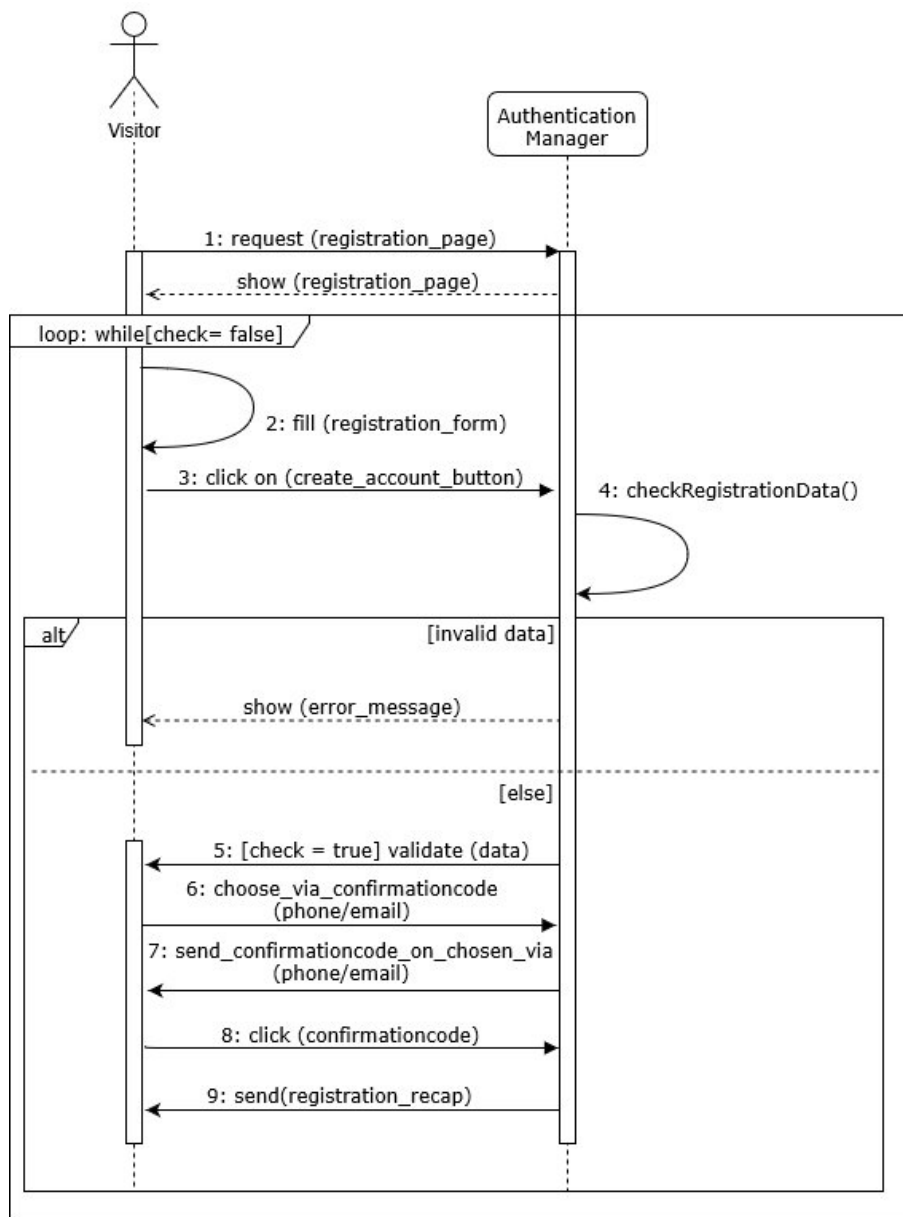 Visitor
Authentication
Manager
1: request (registration_page)
show (registration_page)
loop: while[check= false]
2: fill (registration_form)
3: click on (create_account_button)
4: checkRegistrationData()
alt
[invalid data]
show (error_message)
[else]
5: [check = true] validate (data)
6: choose_via_confirmationcode
(phone/email)
7: send_confirmationcode_on_chosen_via
(phone/email)
8: click (confirmationcode)
9: send(registration_recap)